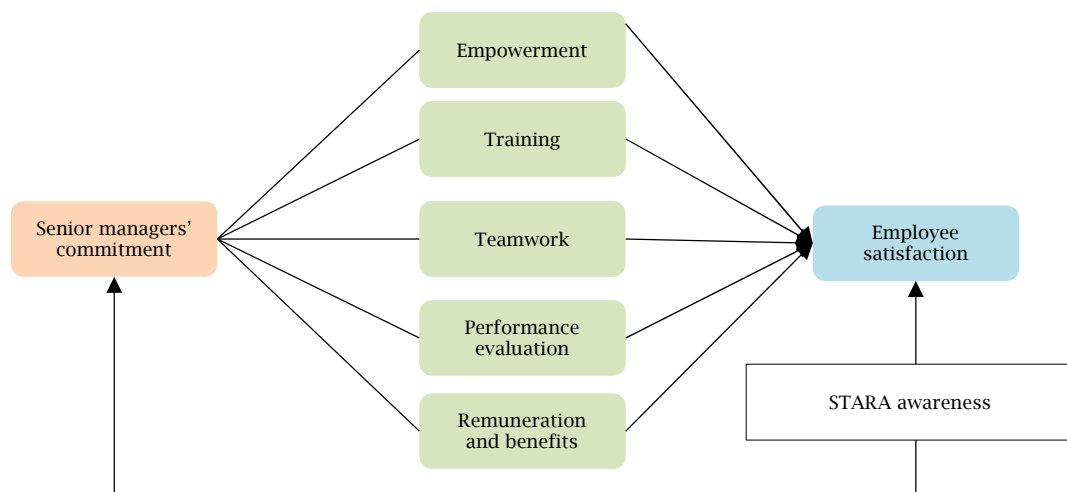 Empowerment
Training
Senior managers’
commitment
Teamwork
Employee
satisfaction
Performance
evaluation
Remuneration
and benefits
STARA awareness